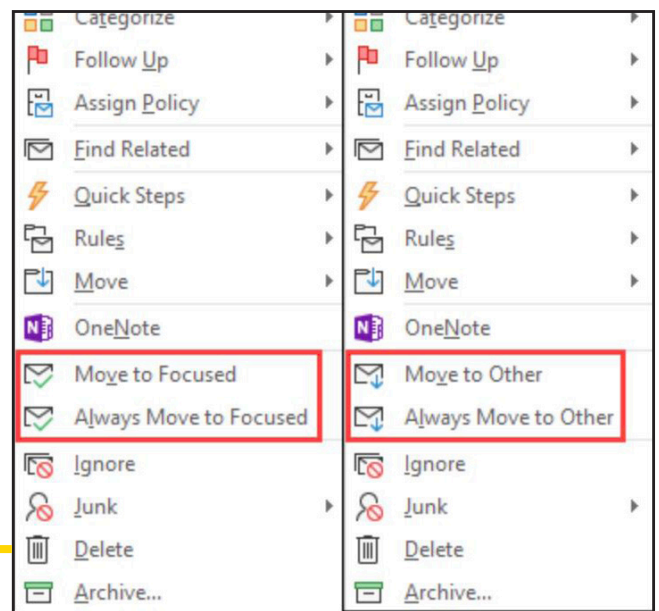 Categorize
Follow Up
Assign Policy
Find Related
Quick Steps
Rules
Move
OneNote
Move to Focused
Always Move to Focused
Ignore
Junk
Delete
Archive...
Categorize
Follow Up
Assign Policy
Find Related
Quick Steps
Rules
Move
OneNote
Move to Other
Always Move to Other
Ignore
Junk
Delete
Archive...